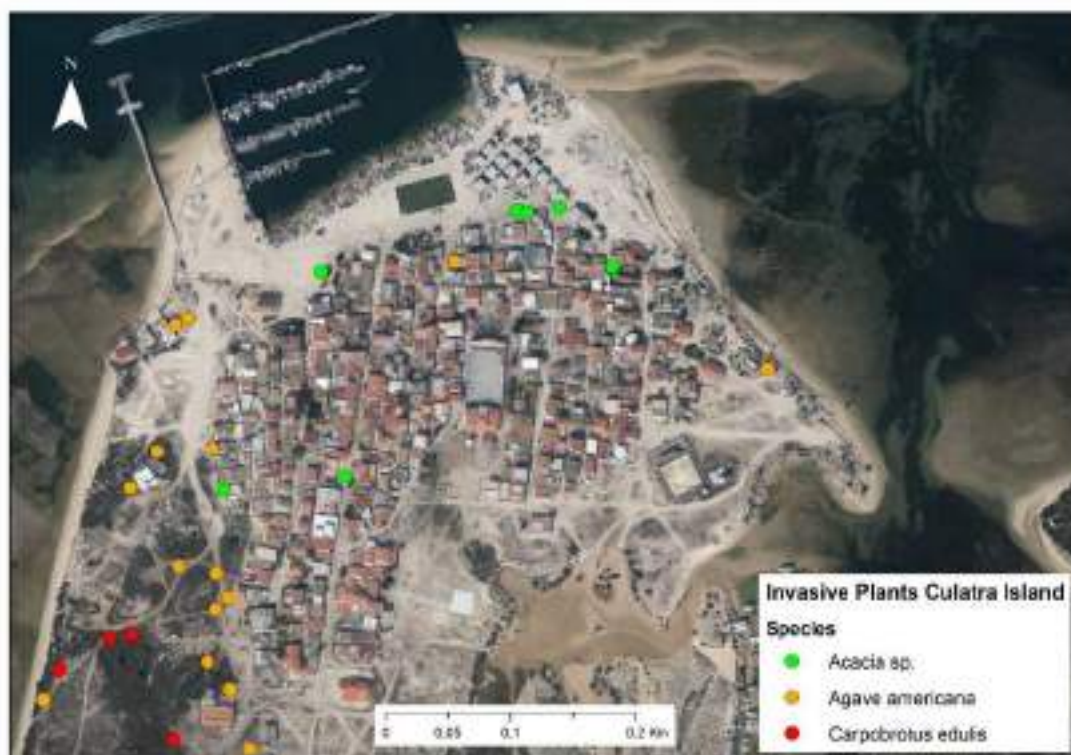 N
Invasive Plants Culatra Island
Species
Acacia sp.
Agave americana
Carpobrotus edulis
0 0.05 0.1 0.2 Km